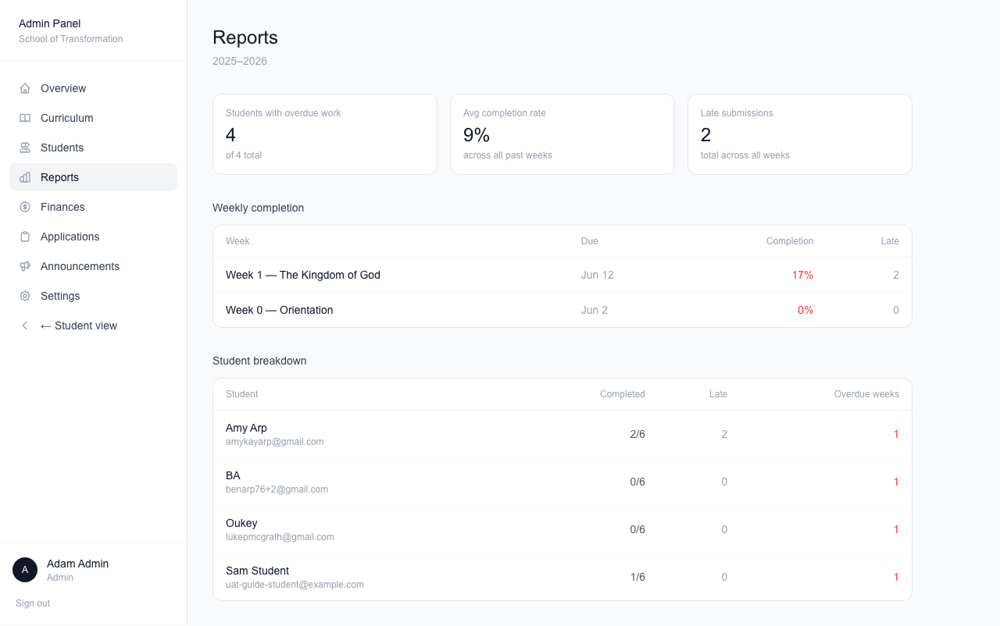 Admin Panel
School of Transformation
Overview
Curriculum
Students
Reports
Finances
Applications
Announcements
Settings
← Student view
A
Adam Admin
Admin
Sign out
Reports
2025–2026
Students with overdue work
4
of 4 total
Avg completion rate
9%
across all past weeks
Late submissions
2
total across all weeks
Weekly completion
Week Due Completion Late
Week 1 — The Kingdom of God Jun 12 17% 2
Week 0 — Orientation Jun 2 0% 0
Student breakdown
Student Completed Late Overdue weeks
Amy Arp
amykayarp@gmail.com
2/6 2 1
BA
benarp76+2@gmail.com
0/6 0 1
Oukey
lukepmcgrath@gmail.com
0/6 0 1
Sam Student
uat-guide-student@example.com
1/6 0 1